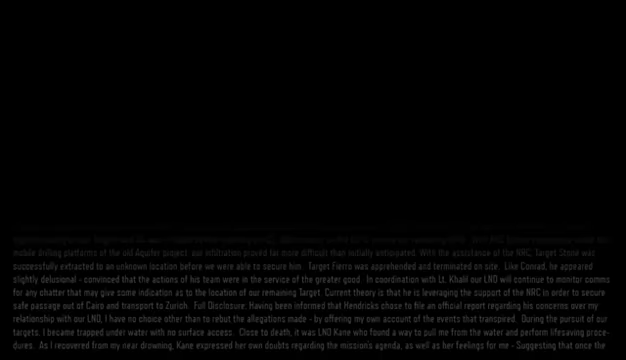 mobile drilling platforms of the old Aquifer project, our infiltration proved far more difficult than initially anticipated. With the assistance of the NRC, Target Stone was
successfully extracted to an unknown location before we were able to secure him. Target Fierro was apprehended and terminated on site. Like Conrad, he appeared
slightly delusional - convinced that the actions of his team were in the service of the greater good. In coordination with Lt. Khalil our LNO will continue to monitor comms
for any chatter that may give some indication as to the location of our remaining Target. Current theory is that he is leveraging the support of the NRC in order to secure
safe passage out of Cairo and transport to Zurich. Full Disclosure: Having been informed that Hendricks chose to file an official report regarding his concerns over my
relationship with our LNO, I have no choice other than to rebut the allegations made - by offering my own account of the events that transpired. During the pursuit of our
targets, I became trapped under water with no surface access. Close to death, it was LNO Kane who found a way to pull me from the water and perform lifesaving proce-
dures. As I recovered from my near drowning, Kane expressed her own doubts regarding the mission's agenda, as well as her feelings for me - Suggesting that once the